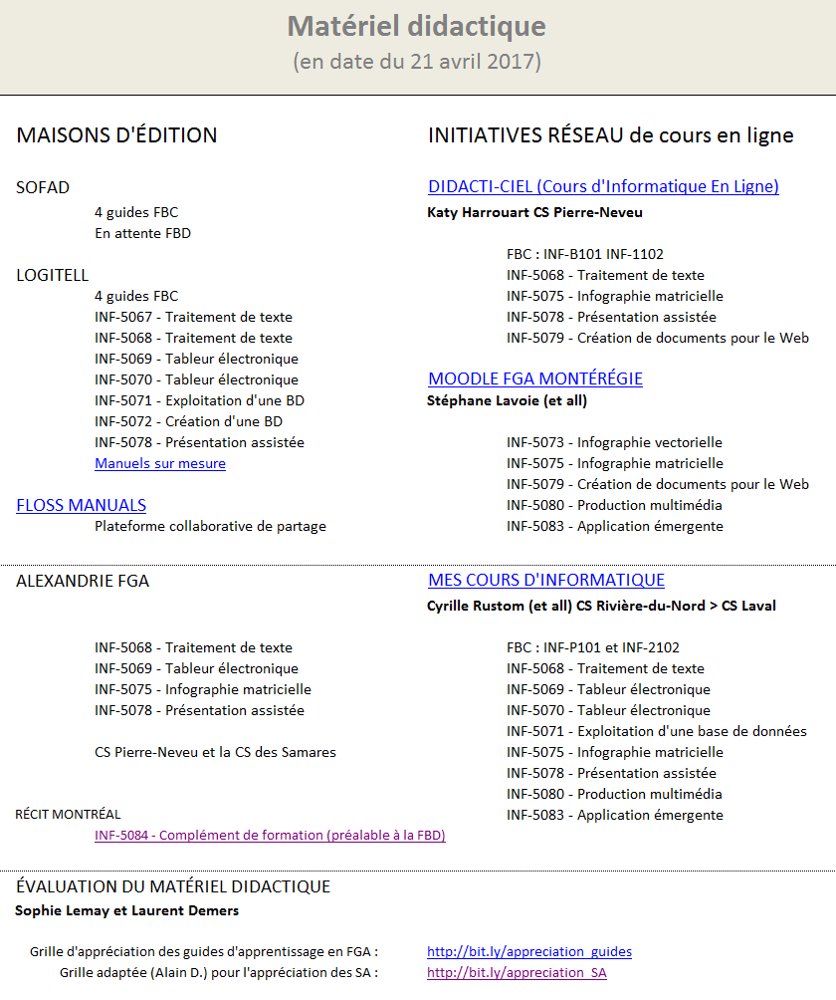 Matériel didactique
(en date du 21 avril 2017)
MAISONS D'ÉDITION
SOFAD
4 guides FBC
En attente FBD
LOGITELL
4 guides FBC
INF-5067 - Traitement de texte
INF-5068 - Traitement de texte
INF-5069 - Tableur électronique
INF-5070 - Tableur électronique
INF-5071 - Exploitation d'une BD
INF-5072 - Création d'une BD
INF-5078 - Présentation assistée
Manuels sur mesure
FLOSS MANUALS
Plateforme collaborative de partage
INITIATIVES RÉSEAU de cours en ligne
DIDACTI-CIEL (Cours d'Informatique En Ligne)
Katy Harrouart CS Pierre-Neveu
FBC : INF-B101 INF-1102
INF-5068 - Traitement de texte
INF-5075 - Infographie matricielle
INF-5078 - Présentation assistée
INF-5079 - Création de documents pour le Web
MOODLE FGA MONTÉRÉGIE
Stéphane Lavoie (et all)
INF-5073 - Infographie vectorielle
INF-5075 - Infographie matricielle
INF-5079 - Création de documents pour le Web
INF-5080 - Production multimédia
INF-5083 - Application émergente
ALEXANDRIE FGA
INF-5068 - Traitement de texte
INF-5069 - Tableur électronique
INF-5075 - Infographie matricielle
INF-5078 - Présentation assistée
CS Pierre-Neveu et la CS des Samares
RÉCIT MONTRÉAL
INF-5084 - Complément de formation (préalable à la FBD)
MES COURS D'INFORMATIQUE
Cyrille Rustom (et all) CS Rivière-du-Nord > CS Laval
FBC : INF-P101 et INF-2102
INF-5068 - Traitement de texte
INF-5069 - Tableur électronique
INF-5070 - Tableur électronique
INF-5071 - Exploitation d'une base de données
INF-5075 - Infographie matricielle
INF-5078 - Présentation assistée
INF-5080 - Production multimédia
INF-5083 - Application émergente
ÉVALUATION DU MATÉRIEL DIDACTIQUE
Sophie Lemay et Laurent Demers
Grille d'appréciation des guides d'apprentissage en FGA : http://bit.ly/appreciation_guides
Grille adaptée (Alain D.) pour l'appréciation des SA : http://bit.ly/appreciation_SA